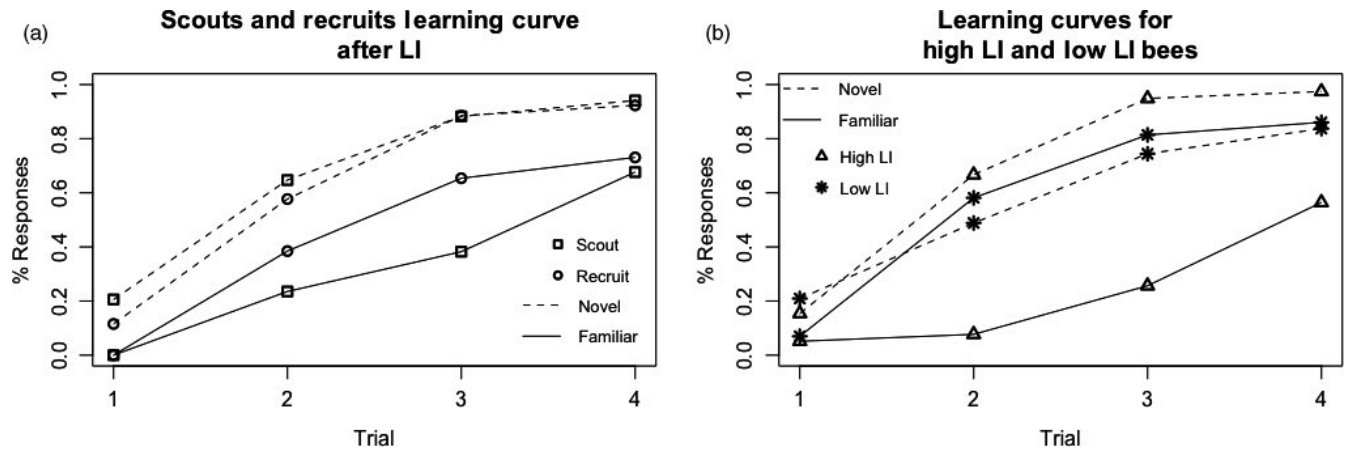 (a)
Scouts and recruits learning curve
after LI
% Responses
1.0
0.8
0.6
0.4
0.2
0.0
Scout
Recruit
Novel
Familiar
1 2 3 4
Trial
(b)
Learning curves for
high LI and low LI bees
% Responses
1.0
0.8
0.6
0.4
0.2
0.0
Novel
Familiar
High LI
Low LI
1 2 3 4
Trial